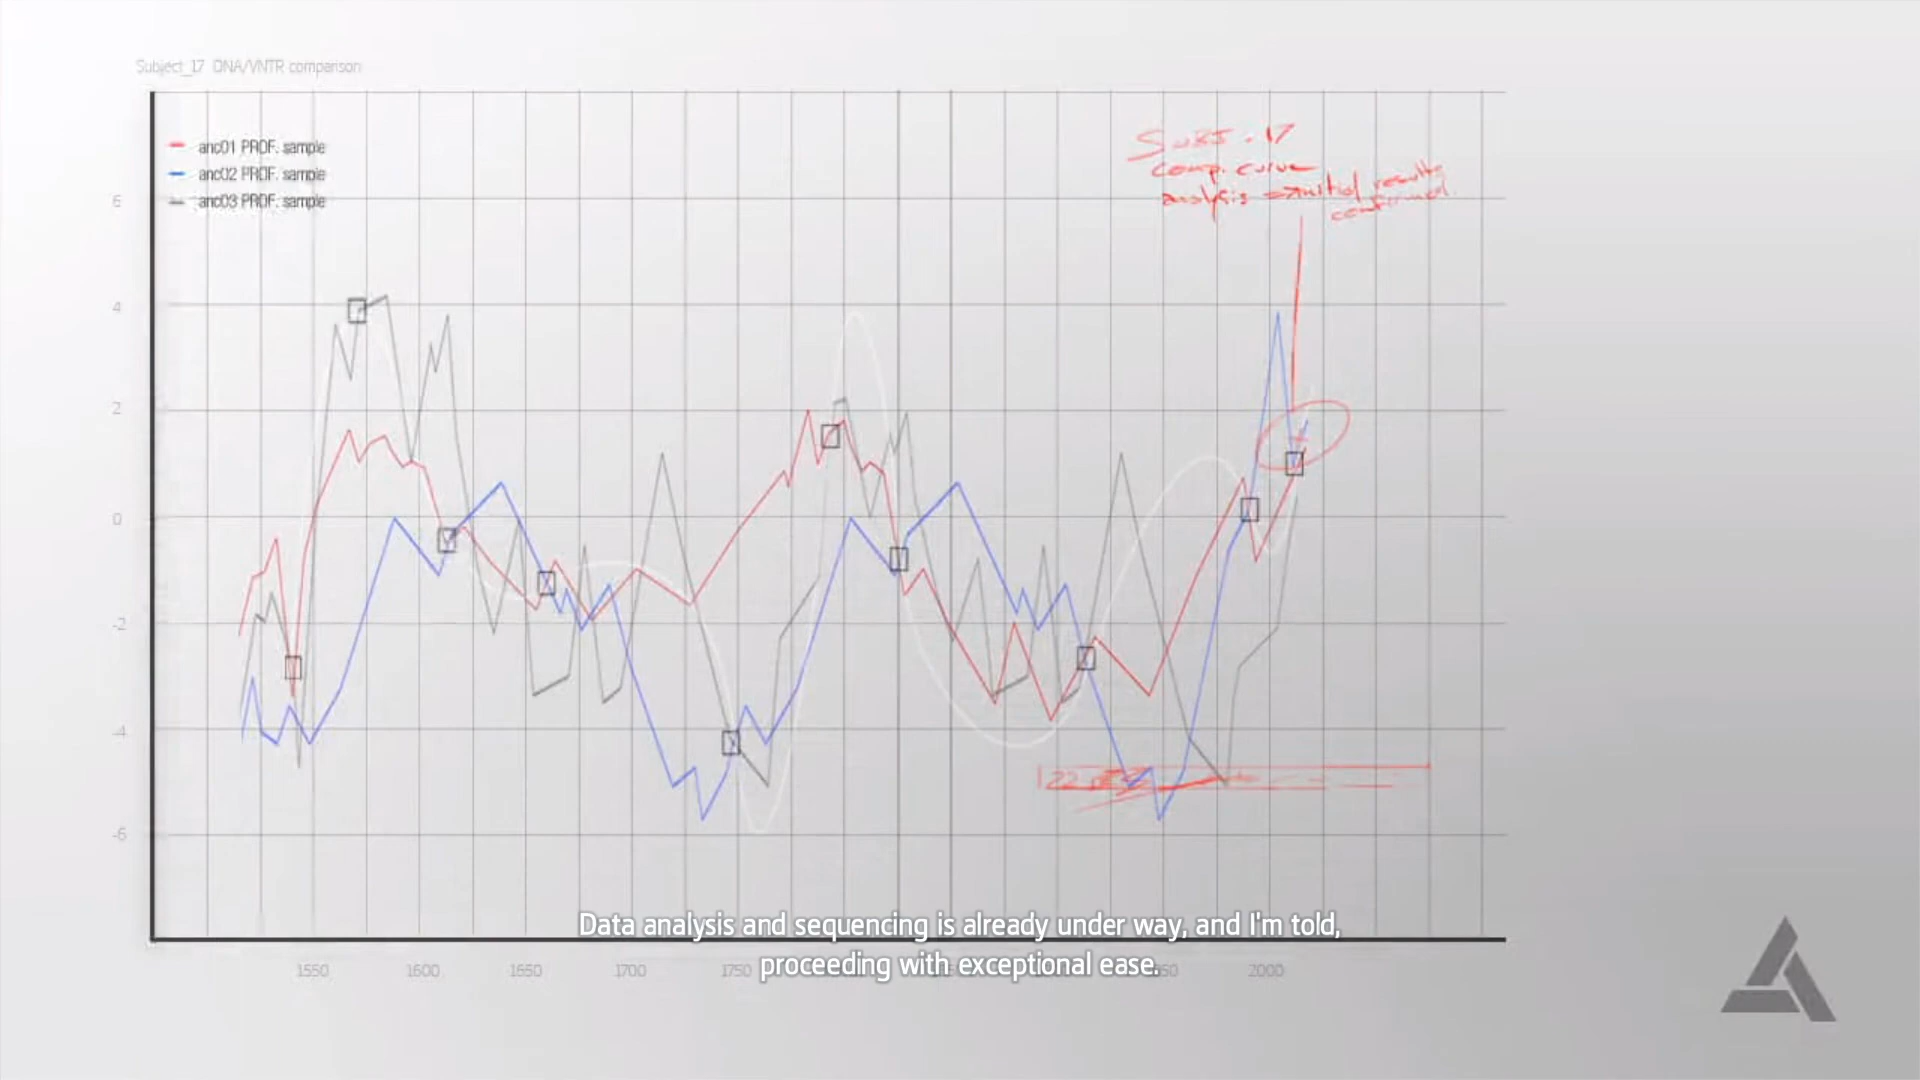 Subject_17 DNA/VNTR comparison
anc01 PROF. sample
anc02 PROF. sample
anc03 PROF. sample
SUBJ. 17
comp. curve
analysis initial results
confirmed.
6
4
2
0
-2
-4
-6
Data analysis and sequencing is already under way, and I'm told,
proceeding with exceptional ease.
1550 1600 1650 1700 1750 2000